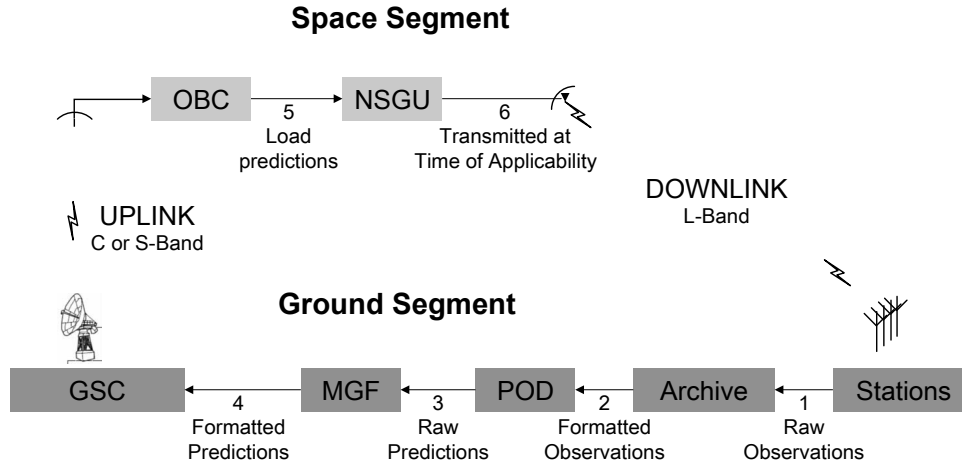 Space Segment
OBC
NSGU
5
Load
predictions
6
Transmitted at
Time of Applicability
DOWNLINK
L-Band
UPLINK
C or S-Band
Ground Segment
GSC
MGF
POD
Archive
Stations
4
Formatted
Predictions
3
Raw
Predictions
2
Formatted
Observations
1
Raw
Observations